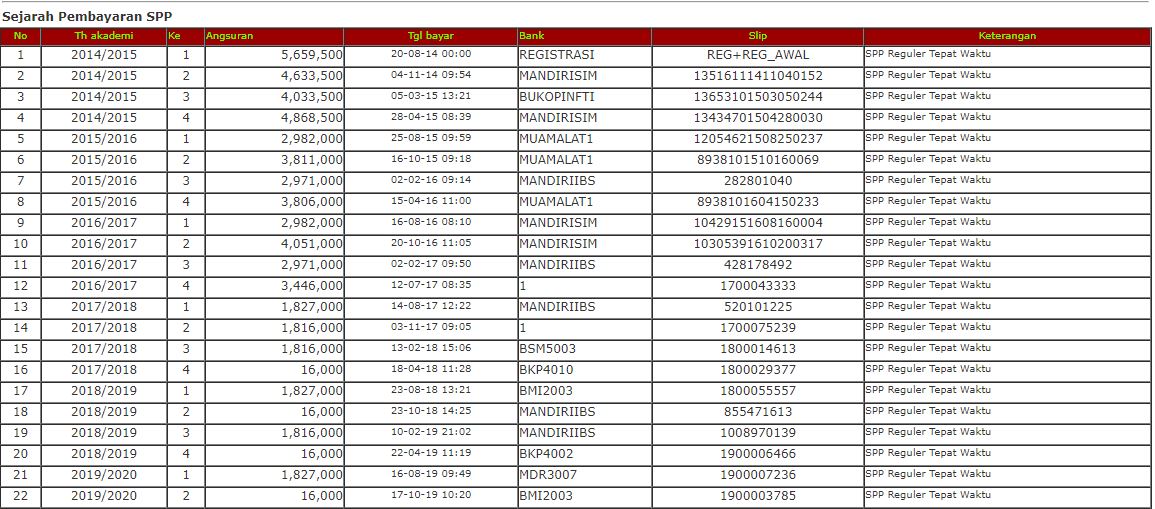 Sejarah Pembayaran SPP
No Th akademi Ke Angsuran Tgl bayar Bank Slip Keterangan
1 2014/2015 1 5,659,500 20-08-14 00:00 REGISTRASI REG+REG_AWAL SPP Reguler Tepat Waktu
2 2014/2015 2 4,633,500 04-11-14 09:54 MANDIRISIM 13516111411040152 SPP Reguler Tepat Waktu
3 2014/2015 3 4,033,500 05-03-15 13:21 BUKOPINFTI 13653101503050244 SPP Reguler Tepat Waktu
4 2014/2015 4 4,868,500 28-04-15 08:39 MANDIRISIM 13434701504280030 SPP Reguler Tepat Waktu
5 2015/2016 1 2,982,000 25-08-15 09:59 MUAMALAT1 12054621508250237 SPP Reguler Tepat Waktu
6 2015/2016 2 3,811,000 16-10-15 09:18 MUAMALAT1 8938101510160069 SPP Reguler Tepat Waktu
7 2015/2016 3 2,971,000 02-02-16 09:14 MANDIRIIBS 282801040 SPP Reguler Tepat Waktu
8 2015/2016 4 3,806,000 15-04-16 11:00 MUAMALAT1 8938101604150233 SPP Reguler Tepat Waktu
9 2016/2017 1 2,982,000 16-08-16 08:10 MANDIRISIM 10429151608160004 SPP Reguler Tepat Waktu
10 2016/2017 2 4,051,000 20-10-16 11:05 MANDIRISIM 10305391610200317 SPP Reguler Tepat Waktu
11 2016/2017 3 2,971,000 02-02-17 09:50 MANDIRIIBS 428178492 SPP Reguler Tepat Waktu
12 2016/2017 4 3,446,000 12-07-17 08:35 1 1700043333 SPP Reguler Tepat Waktu
13 2017/2018 1 1,827,000 14-08-17 12:22 MANDIRIIBS 520101225 SPP Reguler Tepat Waktu
14 2017/2018 2 1,816,000 03-11-17 09:05 1 1700075239 SPP Reguler Tepat Waktu
15 2017/2018 3 1,816,000 13-02-18 15:06 BSM5003 1800014613 SPP Reguler Tepat Waktu
16 2017/2018 4 16,000 18-04-18 11:28 BKP4010 1800029377 SPP Reguler Tepat Waktu
17 2018/2019 1 1,827,000 23-08-18 13:21 BMI2003 1800055557 SPP Reguler Tepat Waktu
18 2018/2019 2 16,000 23-10-18 14:25 MANDIRIIBS 855471613 SPP Reguler Tepat Waktu
19 2018/2019 3 1,816,000 10-02-19 21:02 MANDIRIIBS 1008970139 SPP Reguler Tepat Waktu
20 2018/2019 4 16,000 22-04-19 11:19 BKP4002 1900006466 SPP Reguler Tepat Waktu
21 2019/2020 1 1,827,000 16-08-19 09:49 MDR3007 1900007236 SPP Reguler Tepat Waktu
22 2019/2020 2 16,000 17-10-19 10:20 BMI2003 1900003785 SPP Reguler Tepat Waktu